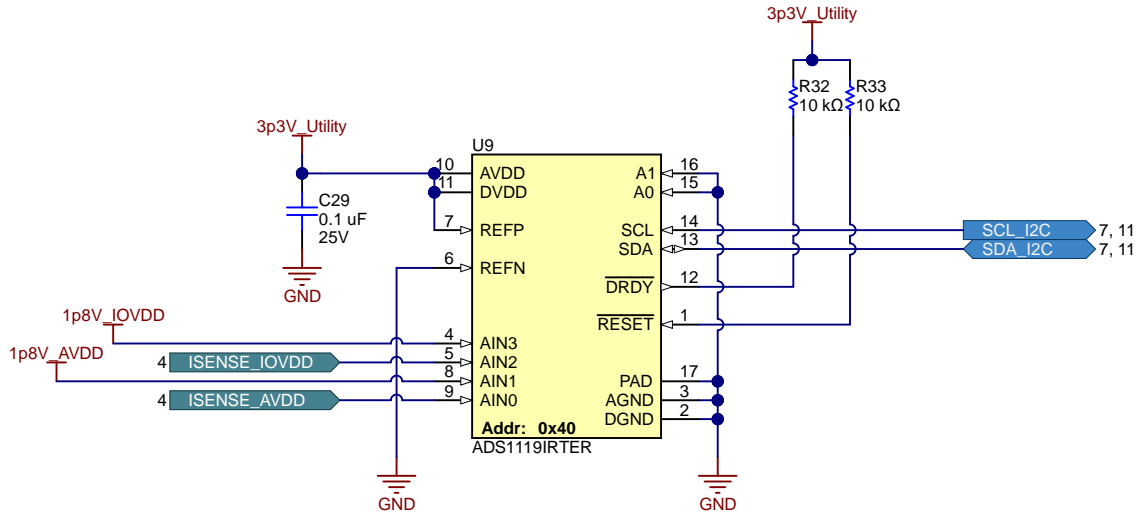 3p3V_Utility
R32
10 kΩ
R33
10 kΩ
3p3V_Utility
C29
0.1 uF
25V
GND
U9
10 AVDD
11 DVDD
7 REFP
6 REFN
4 AIN3
5 AIN2
8 AIN1
9 AIN0
A1 16
A0 15
SCL 14
SDA 13
DRDY 12
RESET 1
PAD 17
AGND 3
DGND 2
Addr: 0x40
ADS1119IRTER
SCL_I2C 7, 11
SDA_I2C 7, 11
1p8V_IOVDD
4 ISENSE_IOVDD
1p8V_AVDD
4 ISENSE_AVDD
GND
GND